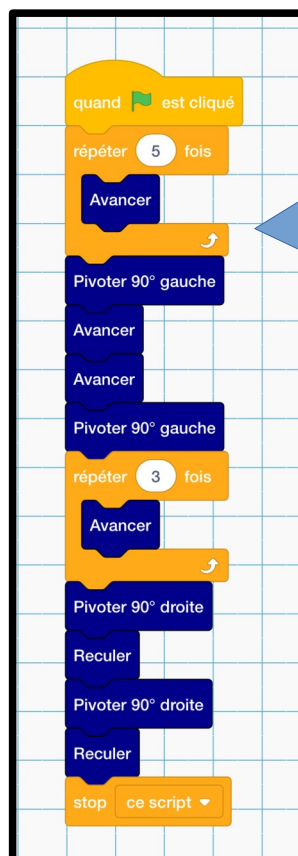 quand est cliqué
répéter 5 fois
Avancer
Pivoter 90° gauche
Avancer
Avancer
Pivoter 90° gauche
répéter 3 fois
Avancer
Pivoter 90° droite
Reculer
Pivoter 90° droite
Reculer
stop ce script